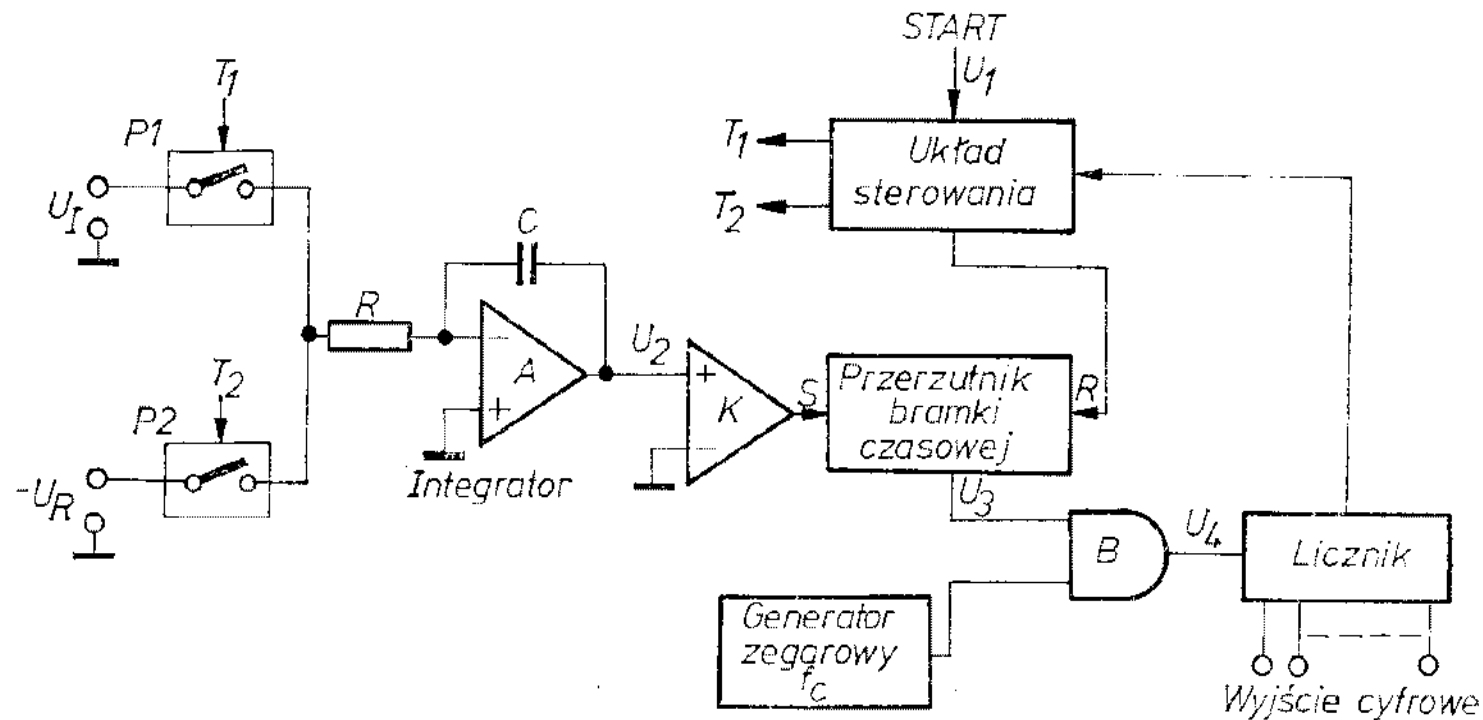 START
U1
T1
P1
UI
T1
T2
Układ
sterowania
C
R
A
-
+
Integrator
U2
+
-
K
S
Przerzutnik
bramki
czasowej
R
T2
P2
-UR
U3
B
U4
Licznik
Generator
zegarowy
fc
Wyjście cyfrowe